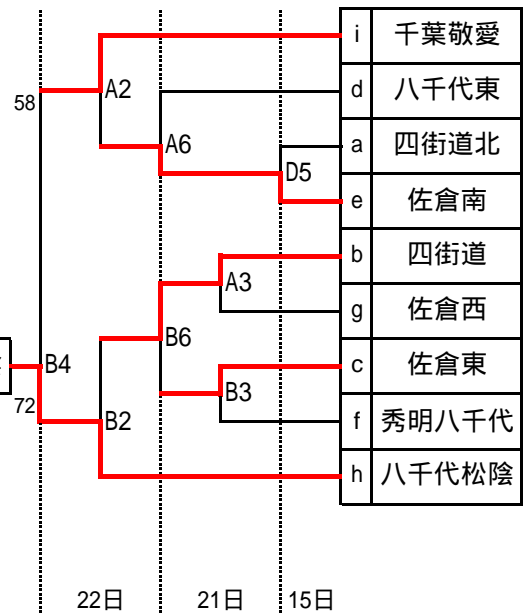 i 千葉敬愛
58 A2 d 八千代東
A6 a 四街道北
D5
e 佐倉南
b 四街道
A3 g 佐倉西
B6
B4 c 佐倉東
B3
72 B2 f 秀明八千代
h 八千代松陰
22日 21日 15日